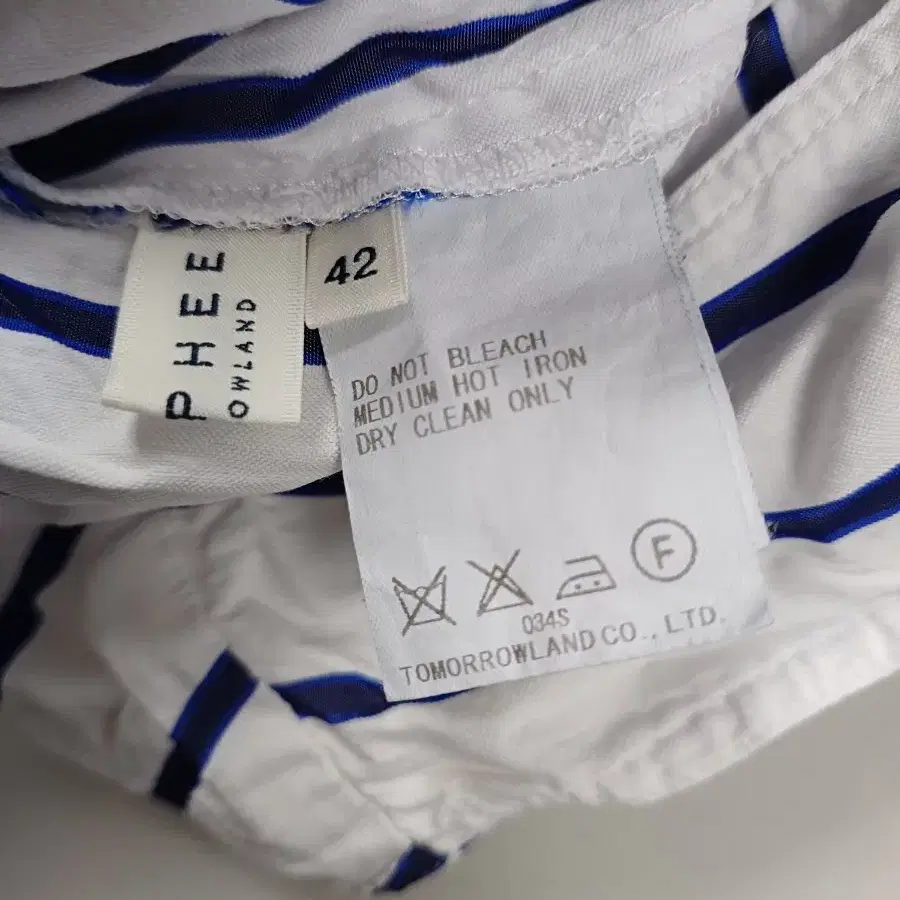 PHEE
OWLAND
42
DO NOT BLEACH
MEDIUM HOT IRON
DRY CLEAN ONLY
F
034S
TOMORROWLAND CO., LTD.